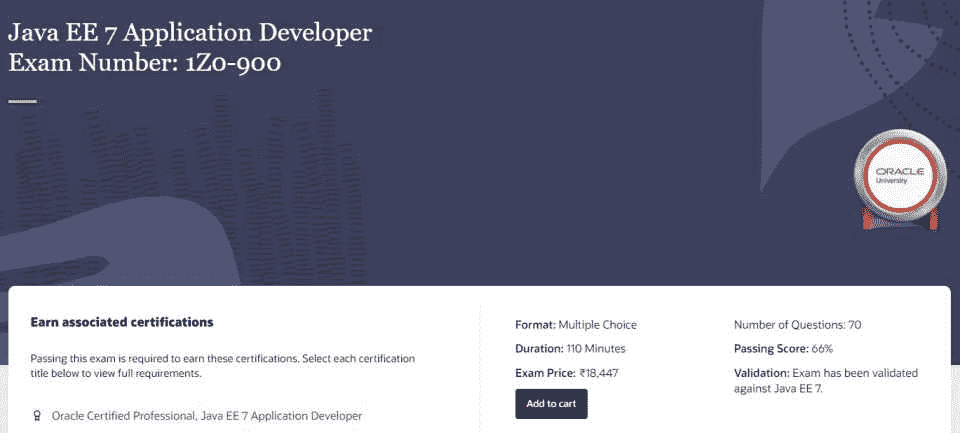 Java EE 7 Application Developer
Exam Number: 1Z0-900
ORACLE
University
Earn associated certifications
Passing this exam is required to earn these certifications. Select each certification
title below to view full requirements.
Oracle Certified Professional, Java EE 7 Application Developer
Format: Multiple Choice
Duration: 110 Minutes
Exam Price: ₹18,447
Add to cart
Number of Questions: 70
Passing Score: 66%
Validation: Exam has been validated
against Java EE 7.